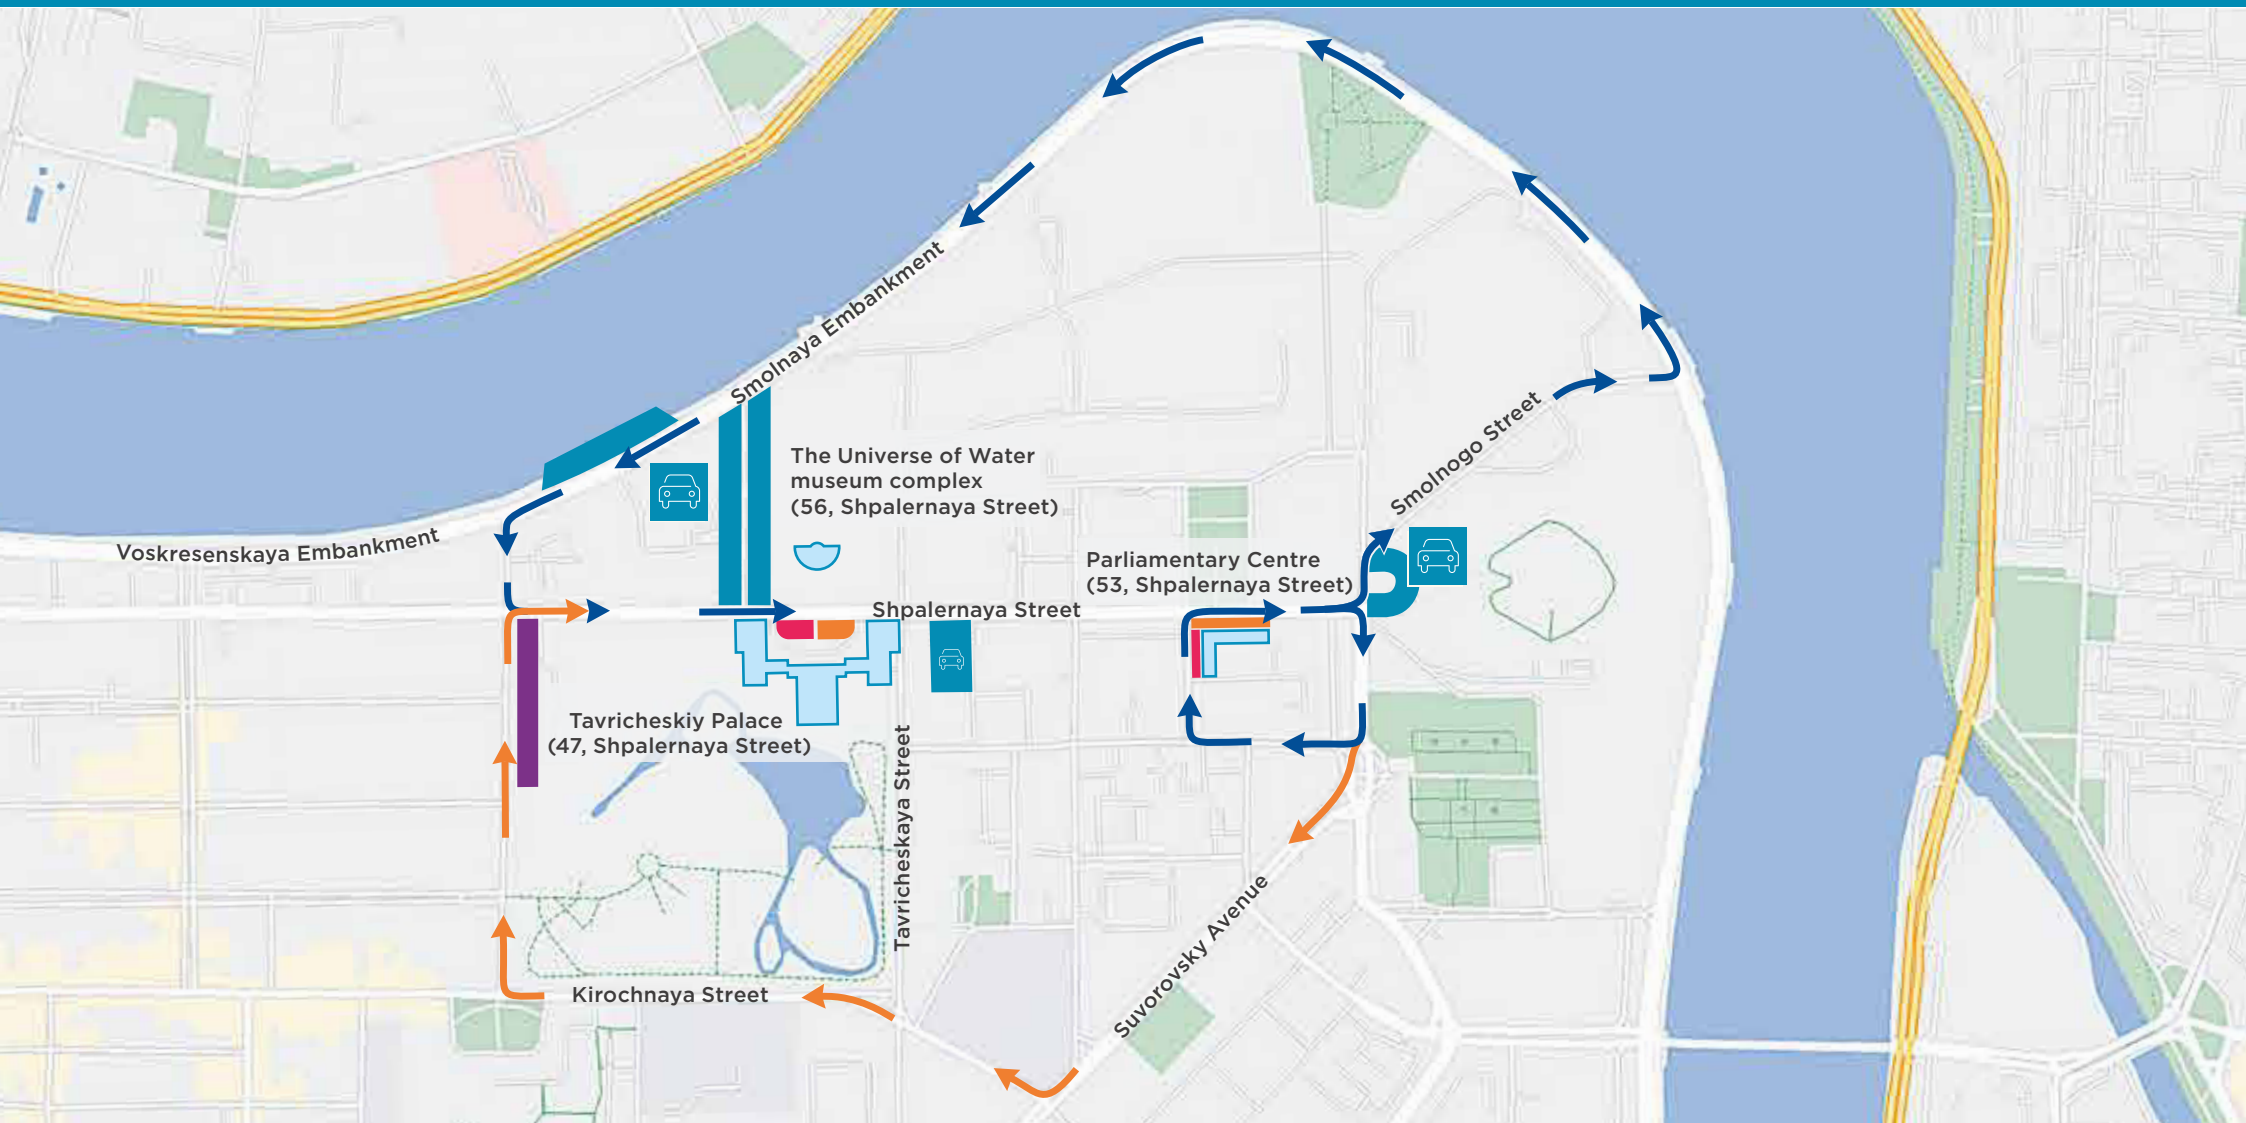 Smolnaya Embankment
The Universe of Water
museum complex
(56, Shpalernaya Street)
Smolnogo Street
Voskresenskaya Embankment
Parliamentary Centre
(53, Shpalernaya Street)
Shpalernaya Street
Tavricheskiy Palace
(47, Shpalernaya Street)
Tavricheskaya Street
Suvorovsky Avenue
Kirochnaya Street